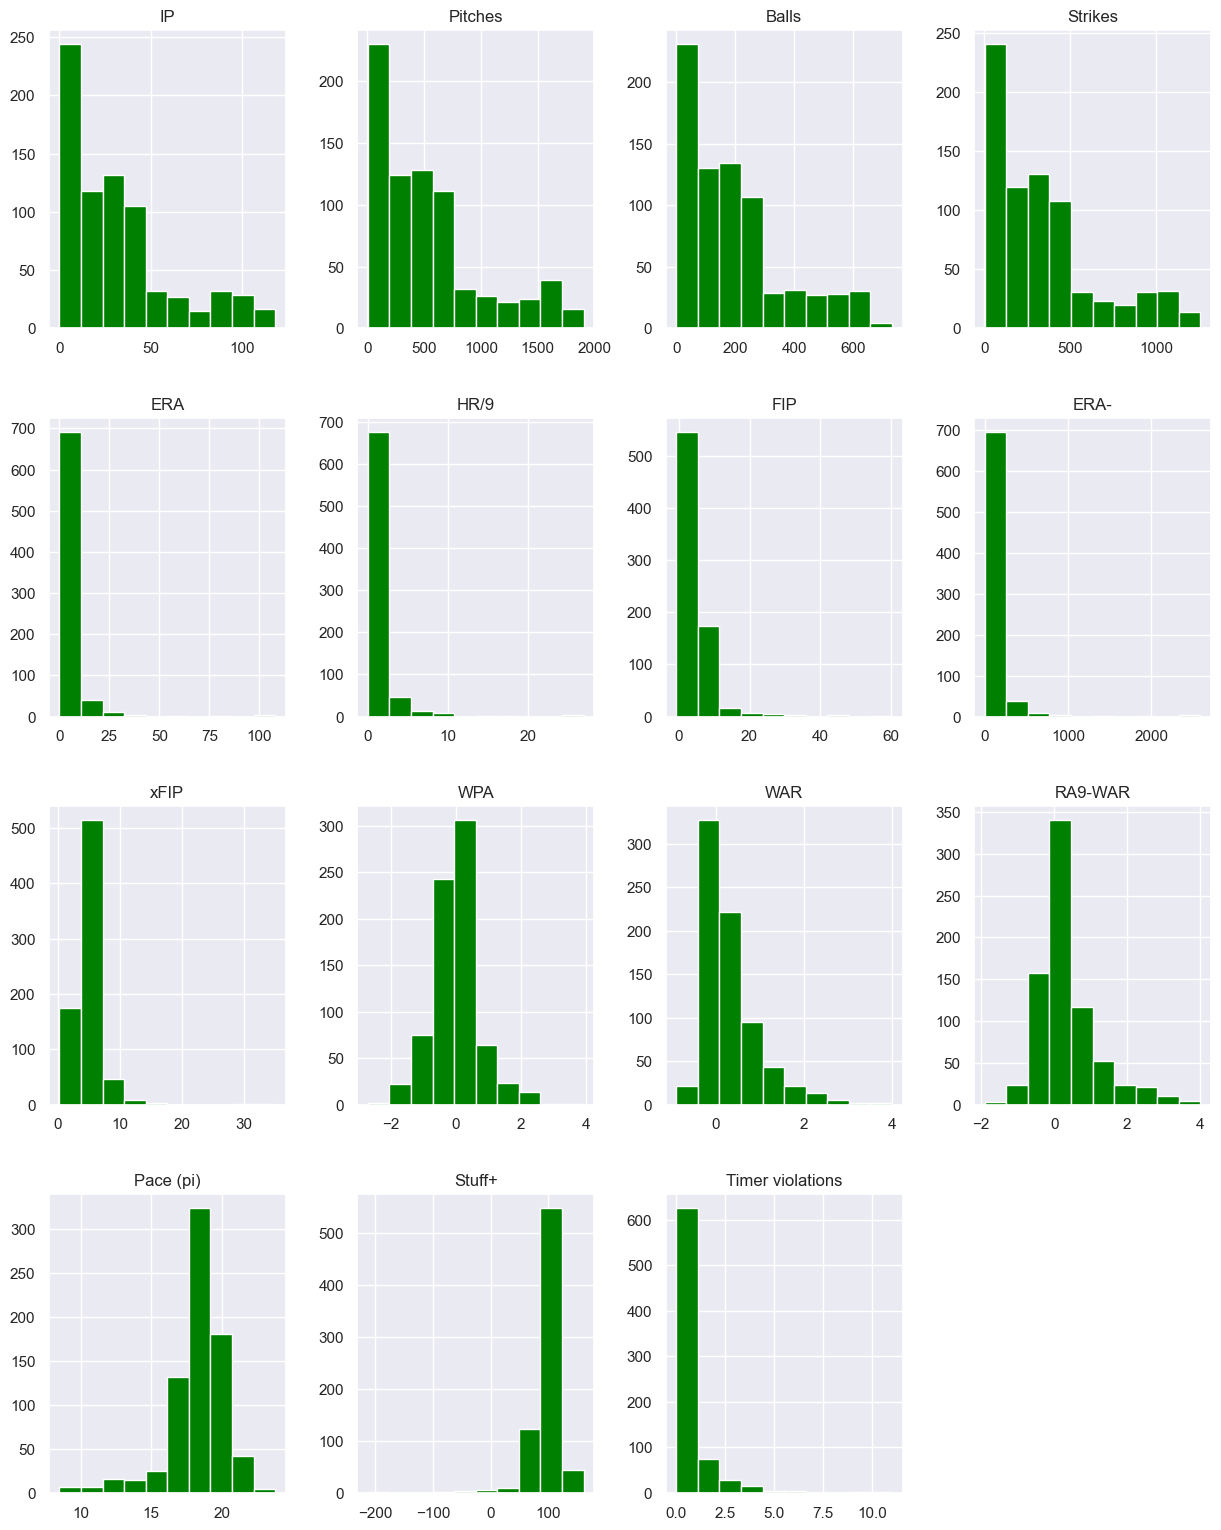 IP Pitches Balls Strikes
250 200 150 100 50 0
0 50 100
200 150 100 50 0
0 500 1000 1500 2000
200 150 100 50 0
0 200 400 600
250 200 150 100 50 0
0 500 1000
ERA HR/9 FIP ERA-
700 600 500 400 300 200 100 0
0 25 50 75 100
700 600 500 400 300 200 100 0
0 10 20
500 400 300 200 100 0
0 20 40 60
700 600 500 400 300 200 100 0
0 1000 2000
xFIP WPA WAR RA9-WAR
500 400 300 200 100 0
0 10 20 30
300 250 200 150 100 50 0
−2 0 2 4
300 250 200 150 100 50 0
0 2 4
350 300 250 200 150 100 50 0
−2 0 2 4
Pace (pi) Stuff+ Timer violations
300 250 200 150 100 50 0
10 15 20
500 400 300 200 100 0
−200 −100 0 100
600 500 400 300 200 100 0
0.0 2.5 5.0 7.5 10.0